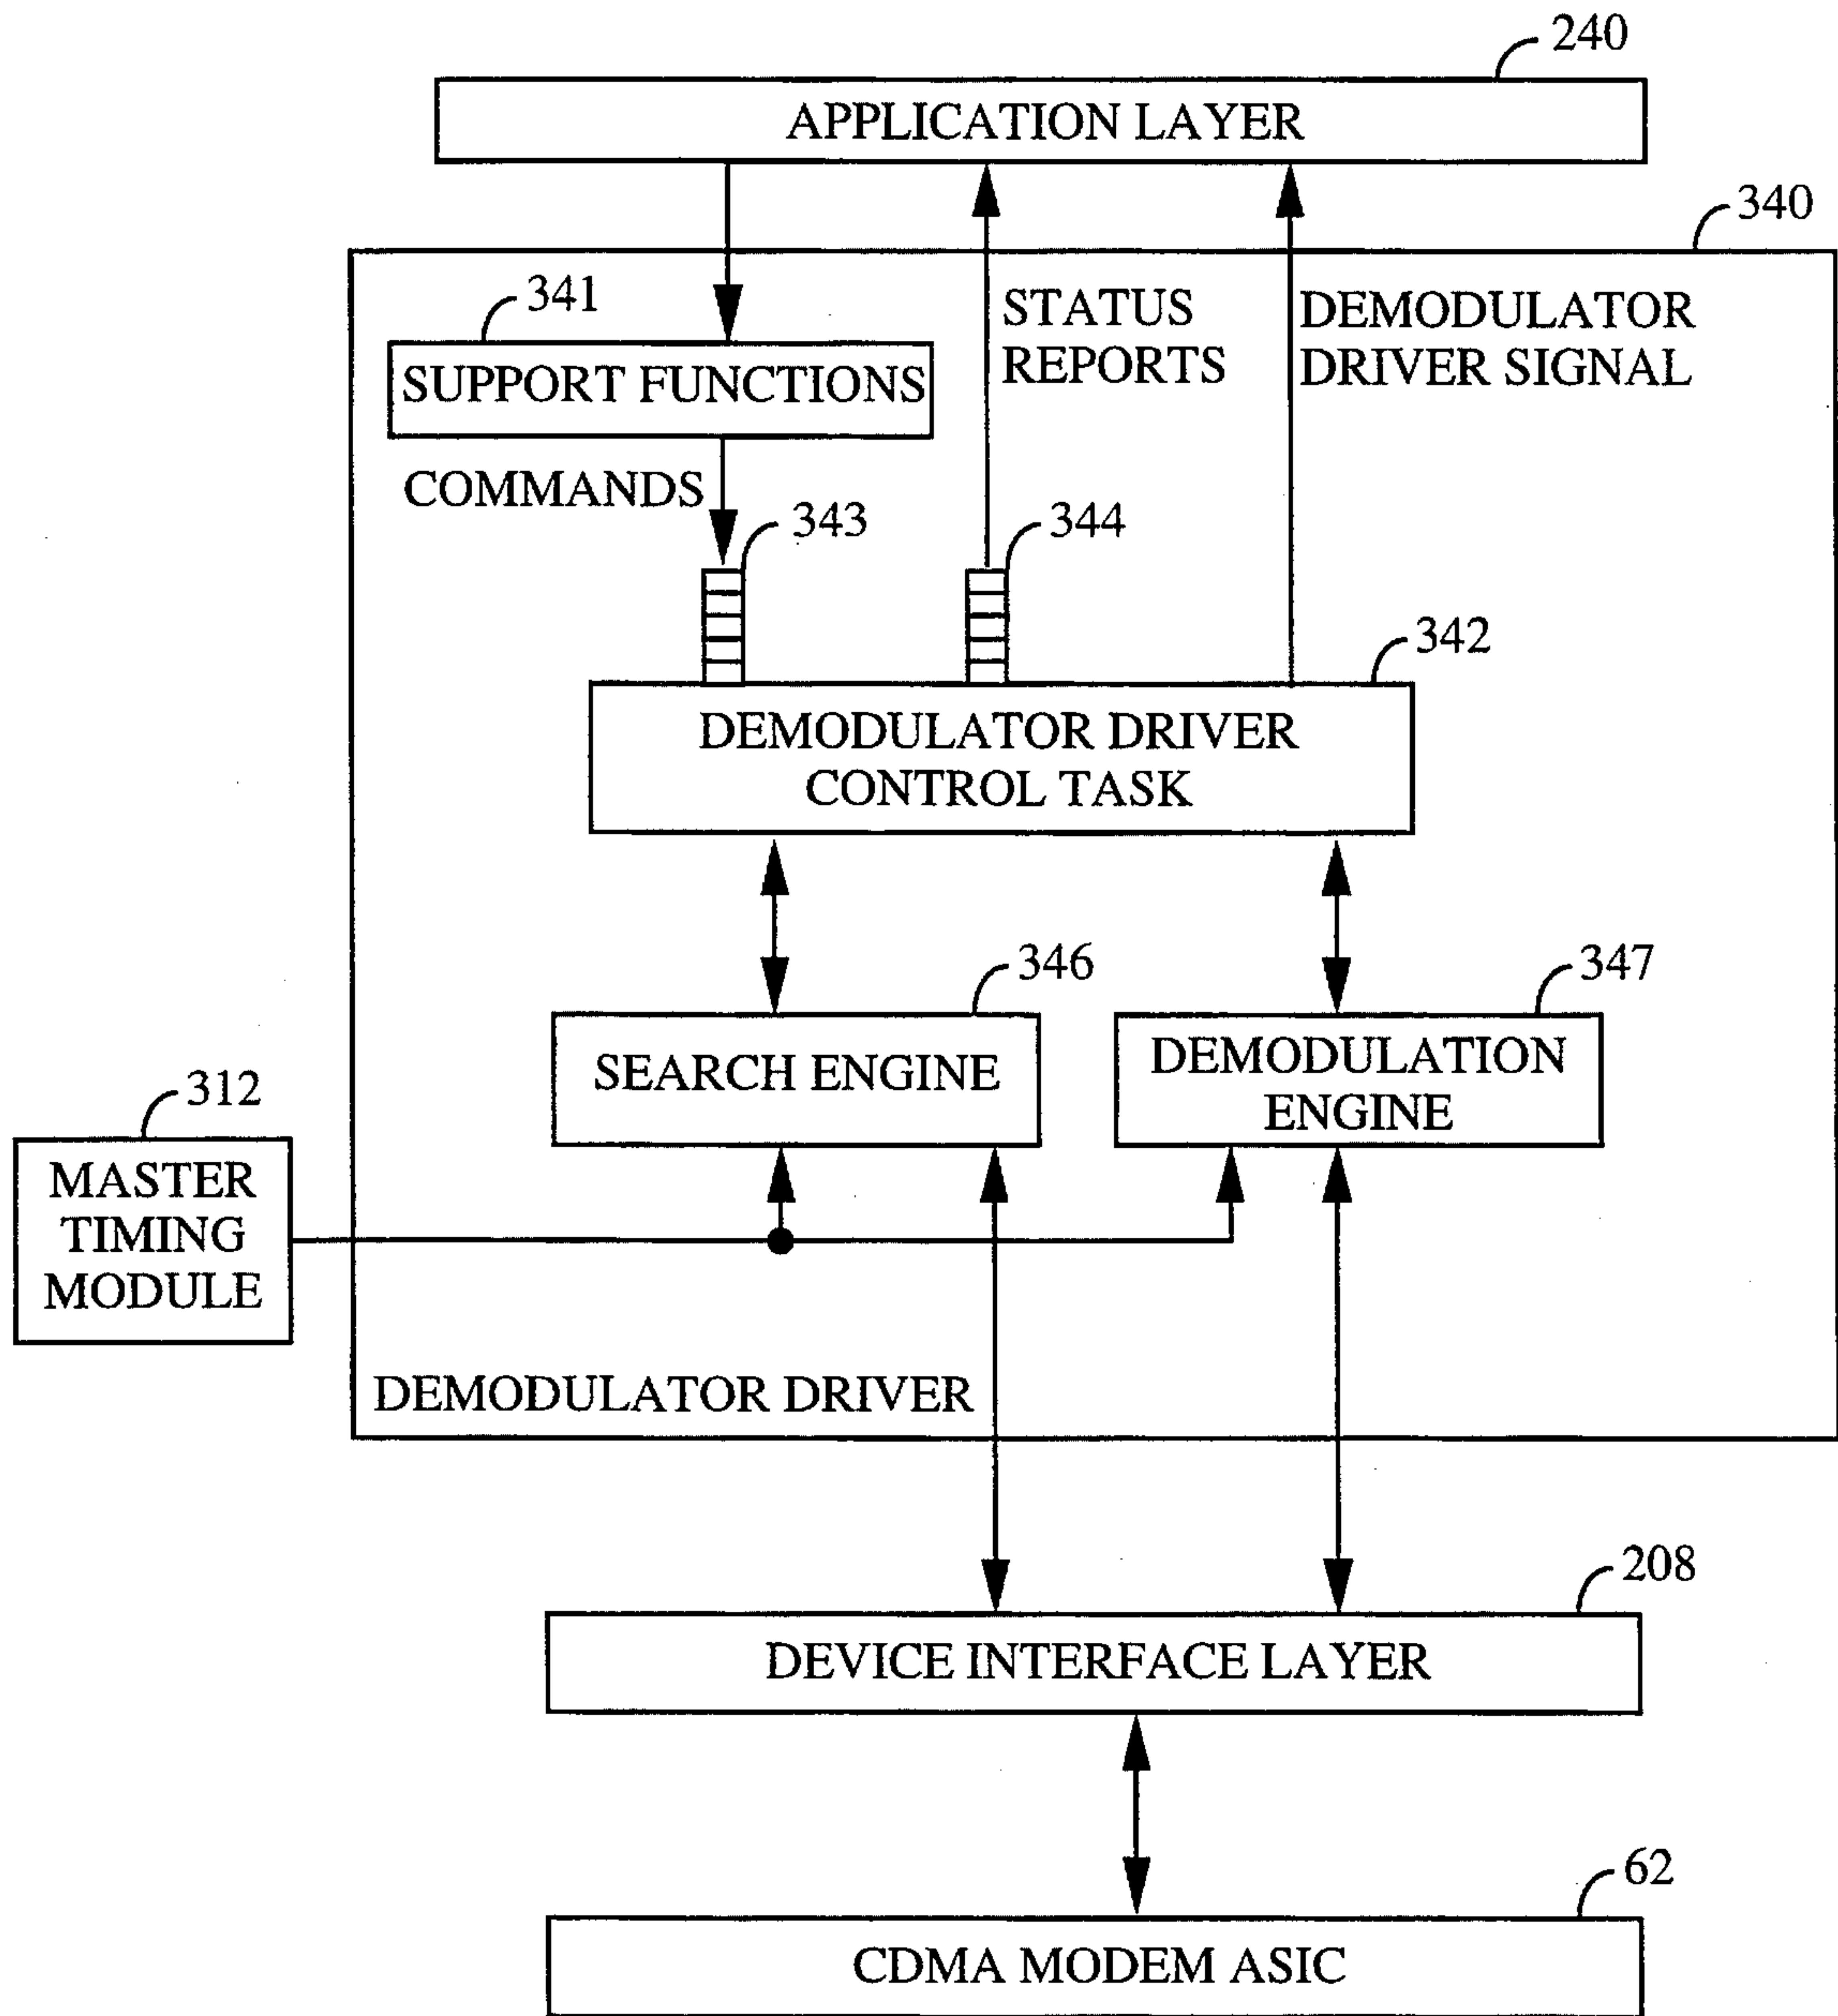 240
APPLICATION LAYER
340
341
STATUS
REPORTS
DEMODULATOR
DRIVER SIGNAL
SUPPORT FUNCTIONS
COMMANDS
343
344
342
DEMODULATOR DRIVER
CONTROL TASK
346
347
SEARCH ENGINE
DEMODULATION
ENGINE
312
MASTER
TIMING
MODULE
DEMODULATOR DRIVER
208
DEVICE INTERFACE LAYER
62
CDMA MODEM ASIC